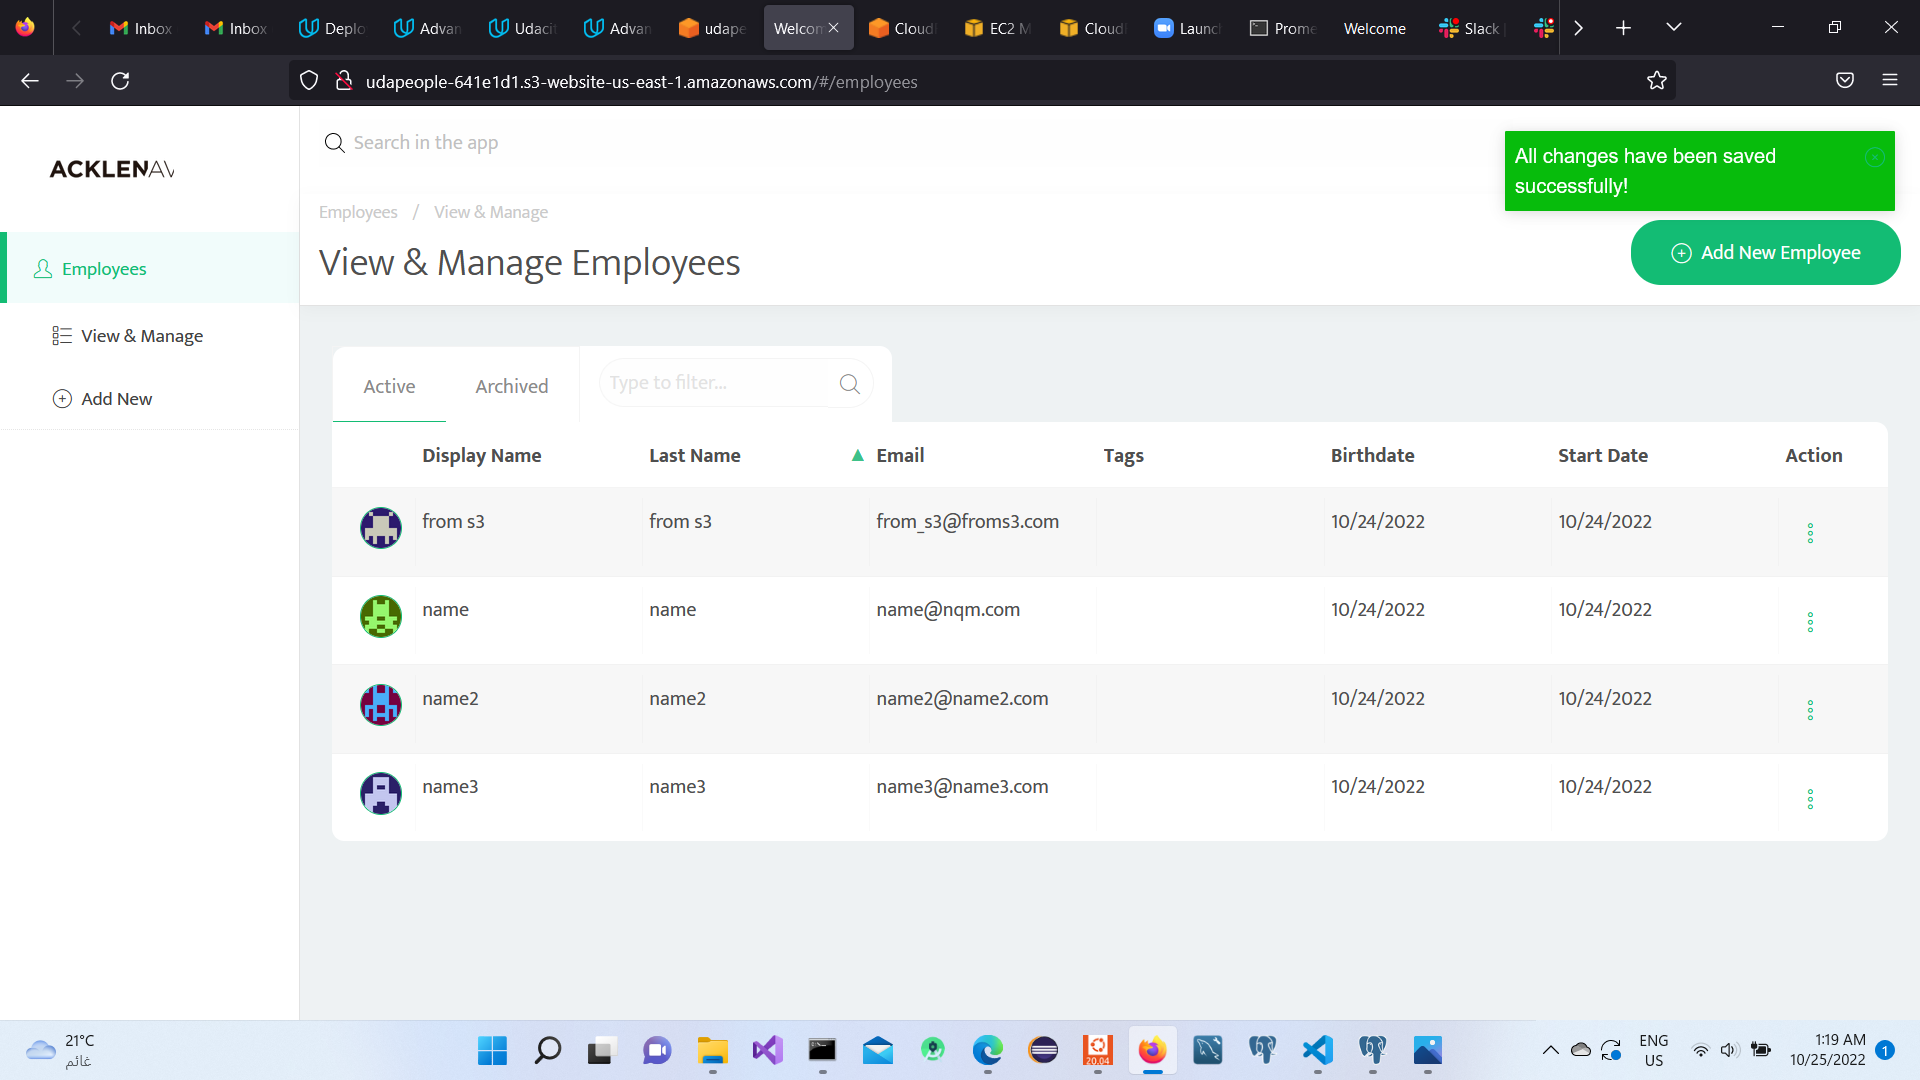 Inbox
Inbox
Deplo
Advan
Udacit
Advan
udape
Welcom
Cloud
EC2 M
Cloud
Launc
Prome
Welcome
Slack
udapeople-641e1d1.s3-website-us-east-1.amazonaws.com/#/employees
ACKLENAV
Search in the app
All changes have been saved
successfully!
Employees / View & Manage
View & Manage Employees
Add New Employee
Employees
View & Manage
Add New
Active
Archived
Type to filter...
Display Name Last Name Email Tags Birthdate Start Date Action
from s3 from s3 from_s3@froms3.com 10/24/2022 10/24/2022
name name name@nqm.com 10/24/2022 10/24/2022
name2 name2 name2@name2.com 10/24/2022 10/24/2022
name3 name3 name3@name3.com 10/24/2022 10/24/2022
21°C
غائم
20.04
ENG
US
1:19 AM
10/25/2022
1